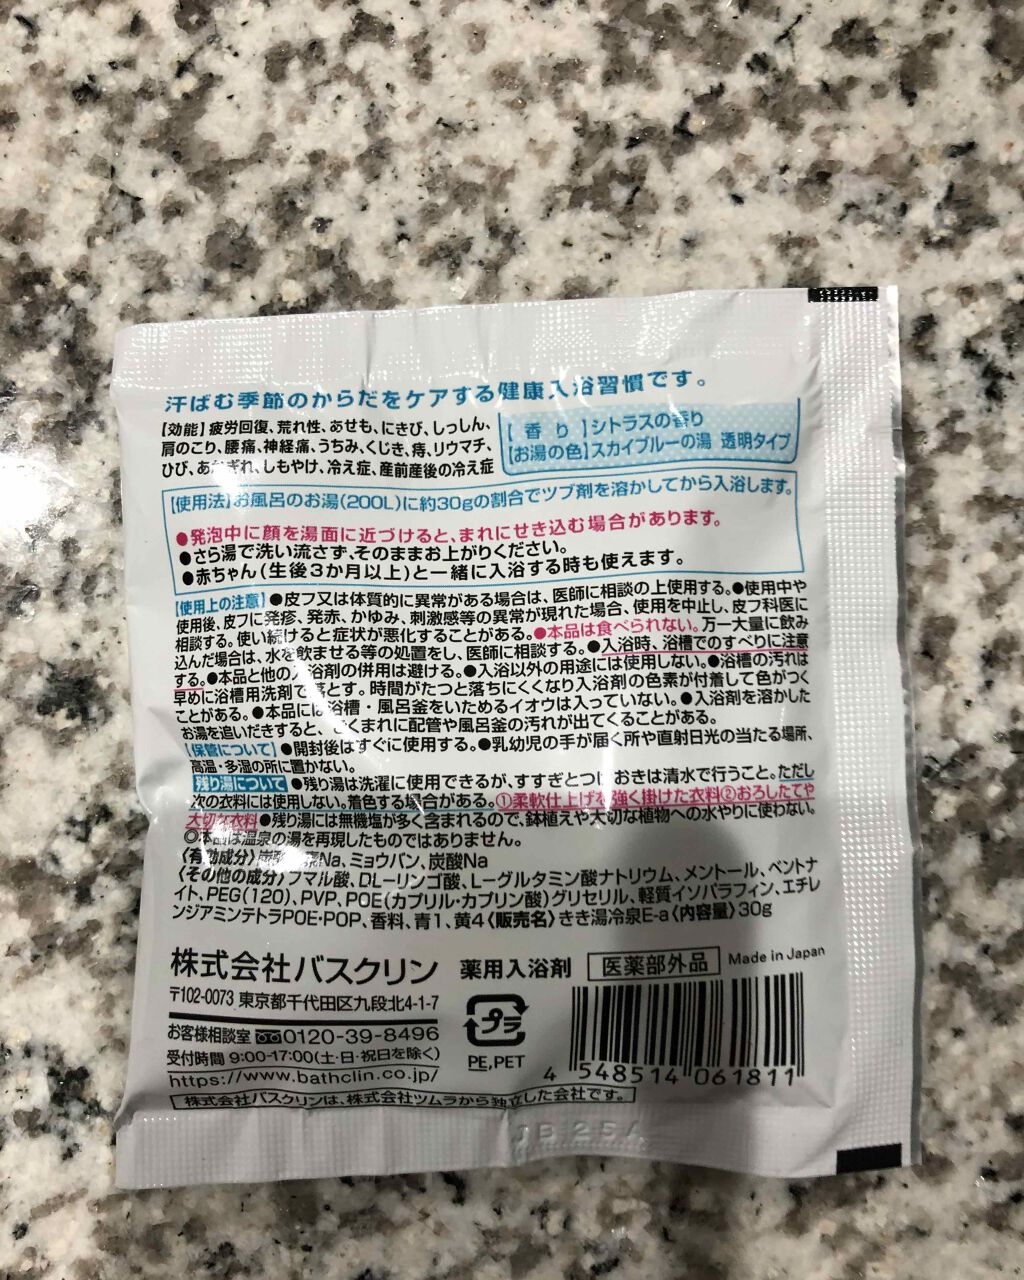 汗ばむ季節のからだをケアする健康入浴習慣です。
【効能】疲労回復、荒れ性、あせも、にきび、しっしん、
肩のこり、腰痛、神経痛、うちみ、くじき、痔、リウマチ、
ひび、あかぎれ、しもやけ、冷え症、産前産後の冷え症
【香り】シトラスの香り
【お湯の色】スカイブルーの湯 透明タイプ
【使用法】お風呂のお湯(200L)に約30gの割合でツブ剤を溶かしてから入浴します。
●発泡中に顔を湯面に近づけると、まれにせき込む場合があります。
●さら湯で洗い流さず、そのままお上がりください。
●赤ちゃん(生後3か月以上)と一緒に入浴する時も使えます。
【使用上の注意】●皮フ又は体質的に異常がある場合は、医師に相談の上使用する。●使用中や
使用後、皮フに発疹、発赤、かゆみ、刺激感等の異常が現れた場合、使用を中止し、皮フ科医に
相談する。使い続けると症状が悪化することがある。●本品は食べられない。万一大量に飲み
込んだ場合は、水を飲ませる等の処置をし、医師に相談する。●入浴時、浴槽でのすべりに注意
する。●本品と他の入浴剤の併用は避ける。●入浴以外の用途には使用しない。●浴槽の汚れは
早めに浴槽用洗剤で落とす。時間がたつと落ちにくくなり入浴剤の色素が付着して色がつく
ことがある。●本品には浴槽・風呂釜をいためるイオウは入っていない。●入浴剤を溶かした
お湯を追いだきすると、ごくまれに配管や風呂釜の汚れが出てくることがある。
【保管について】●開封後はすぐに使用する。●乳幼児の手が届く所や直射日光の当たる場所、
高温・多湿の所に置かない。
残り湯について ●残り湯は洗濯に使用できるが、すすぎとつけおきは清水で行うこと。ただし
次の衣料には使用しない。着色する場合がある。①柔軟仕上げを強く掛けた衣料②おろしたてや
大切な衣料●残り湯には無機塩が多く含まれるので、鉢植えや大切な植物への水やりに使わない。
◎本品は温泉の湯を再現したものではありません。
〈有効成分〉炭酸水素Na、ミョウバン、炭酸Na
〈その他の成分〉フマル酸、DL-リンゴ酸、L-グルタミン酸ナトリウム、メントール、ベントナ
イト、PEG(120)、PVP、POE(カプリル・カプリン酸)グリセリル、軽質イソパラフィン、エチレ
ンジアミンテトラPOE・POP、香料、青1、黄4〈販売名〉きき湯冷泉E-a〈内容量〉30g
株式会社バスクリン 薬用入浴剤 医薬部外品 Made in Japan
〒102-0073 東京都千代田区九段北4-1-7
お客様相談室 0120-39-8496
受付時間 9:00-17:00(土・日・祝日を除く)
https://www.bathclin.co.jp/
株式会社バスクリンは、株式会社ツムラから独立した会社です。
プラ
PE,PET
4 548514 061811